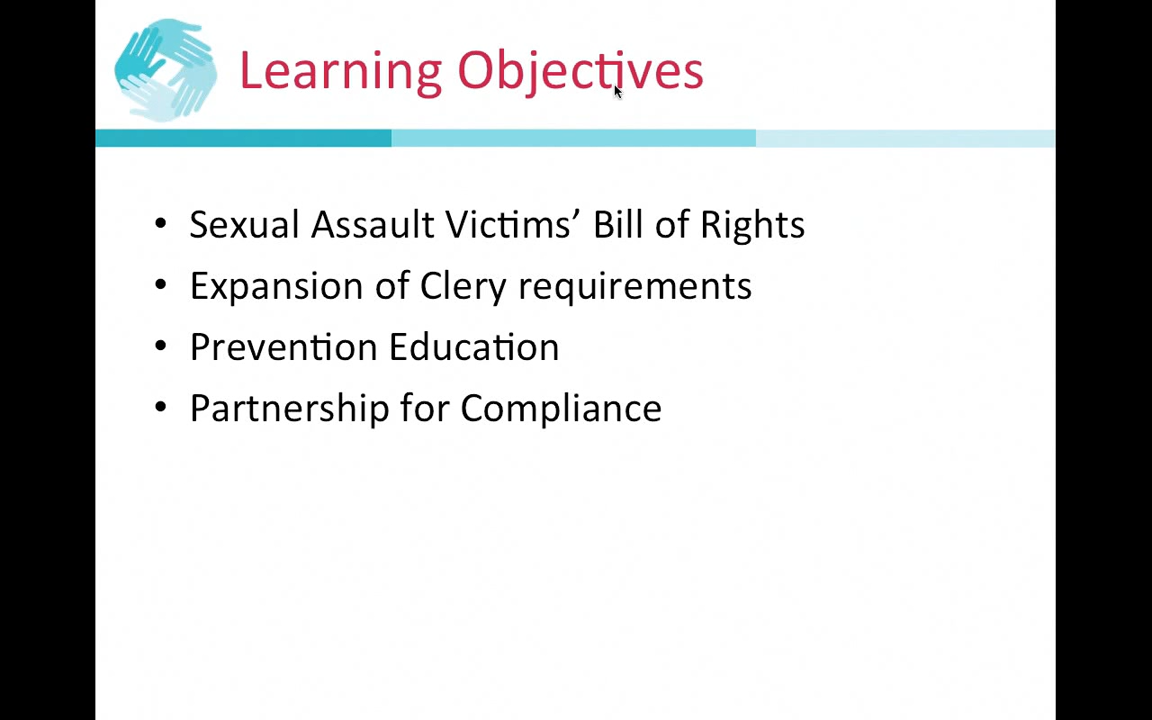 Learning Objectives
• Sexual Assault Victims’ Bill of Rights
• Expansion of Clery requirements
• Prevention Education
• Partnership for Compliance